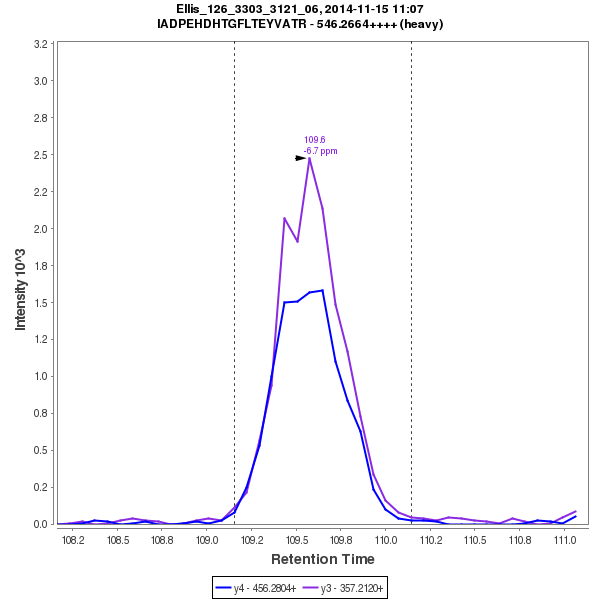 Ellis_126_3303_3121_06, 2014-11-15 11:07
IADPEHDHTGFLTEYVATR - 546.2664++++ (heavy)
3.2
3.0
2.8
2.5
2.2
2.0
1.8
1.5
1.2
1.0
0.8
0.5
0.2
0.0
Intensity 10^3
109.6
-6.7 ppm
108.2 108.5 108.8 109.0 109.2 109.5 109.8 110.0 110.2 110.5 110.8 111.0
Retention Time
y4 - 456.2804+ y3 - 357.2120+